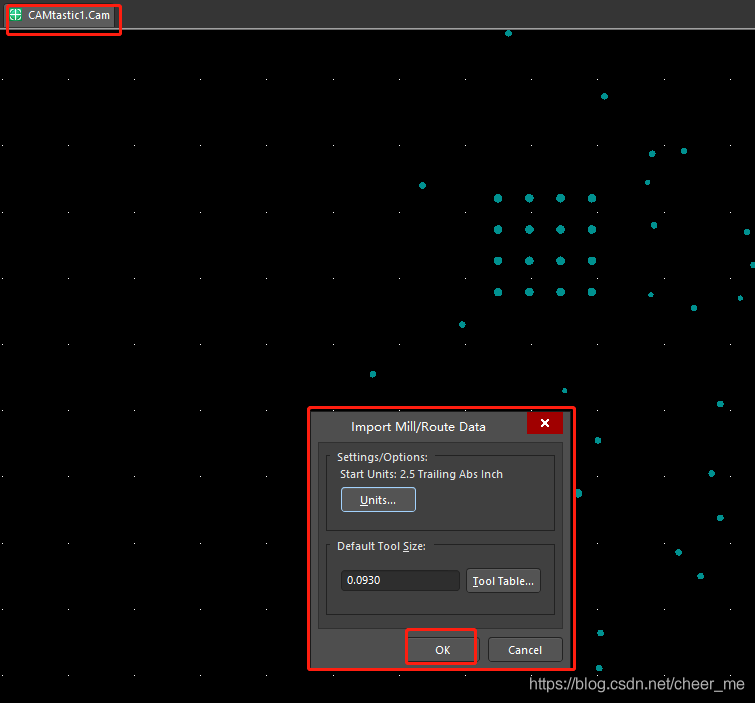 CAMtastic1.Cam
Import Mill/Route Data
Settings/Options:
Start Units: 2.5 Trailing Abs Inch
Units...
Default Tool Size:
0.0930
Tool Table...
OK
Cancel
https://blog.csdn.net/cheer_me